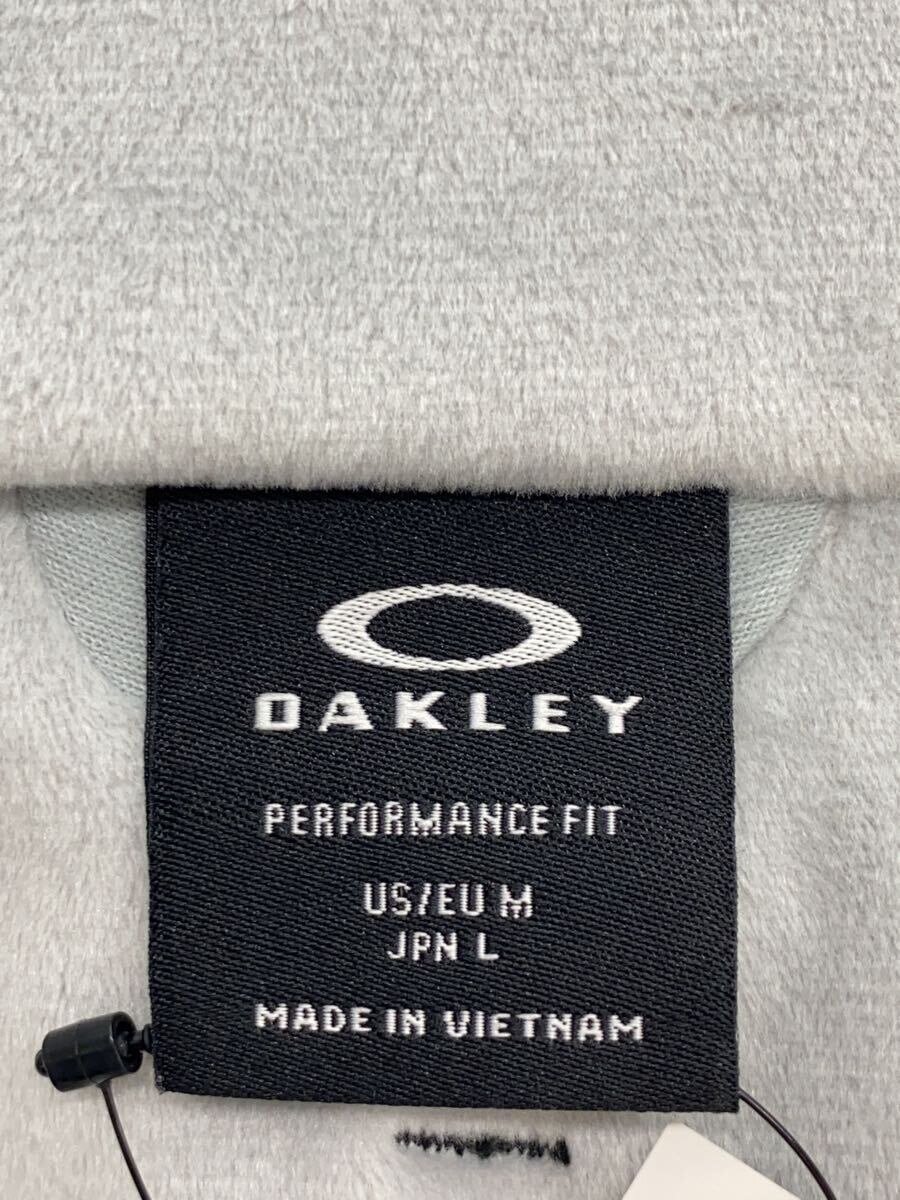 OAKLEY
PERFORMANCE FIT
US/EU M
JPN L
MADE IN VIETNAM